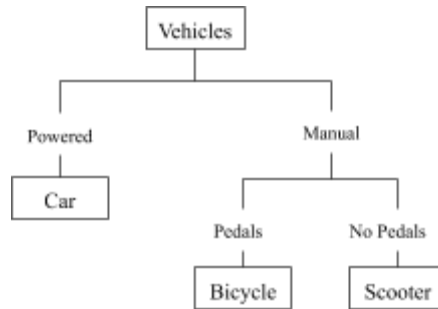 Vehicles
Powered
Manual
Car
Pedals
No Pedals
Bicycle
Scooter